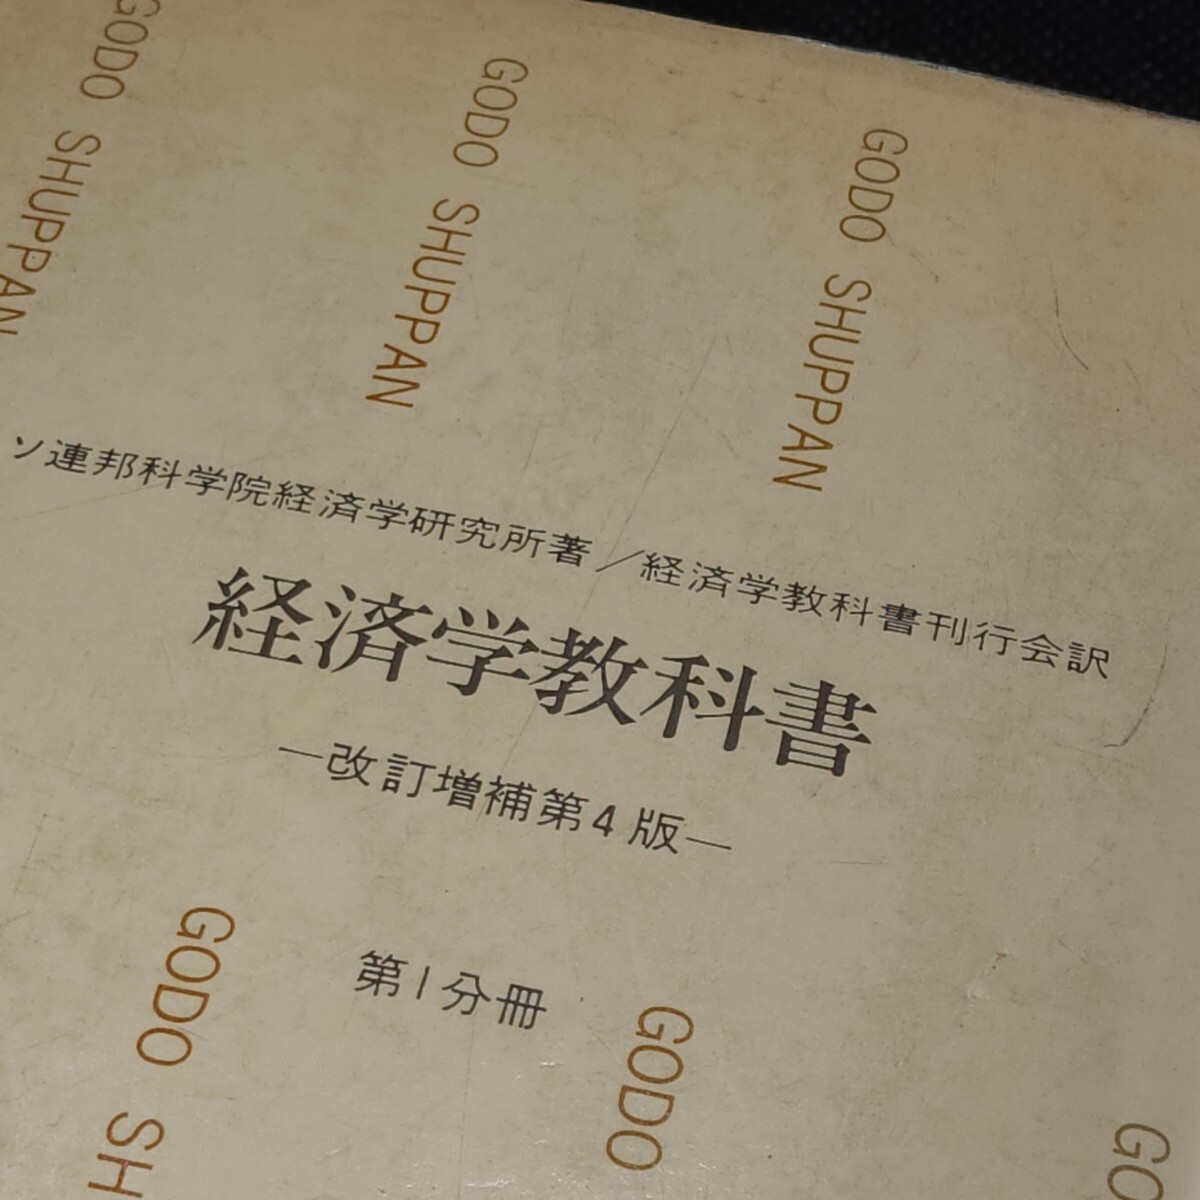 GODO SHUPPAN
GODO SHUPPAN
GODO SHUPPAN
ソ連邦科学院経済学研究所著／経済学教科書刊行会訳
経済学教科書
—改訂増補第4版—
第1分冊
GODO SH
GODO
GO